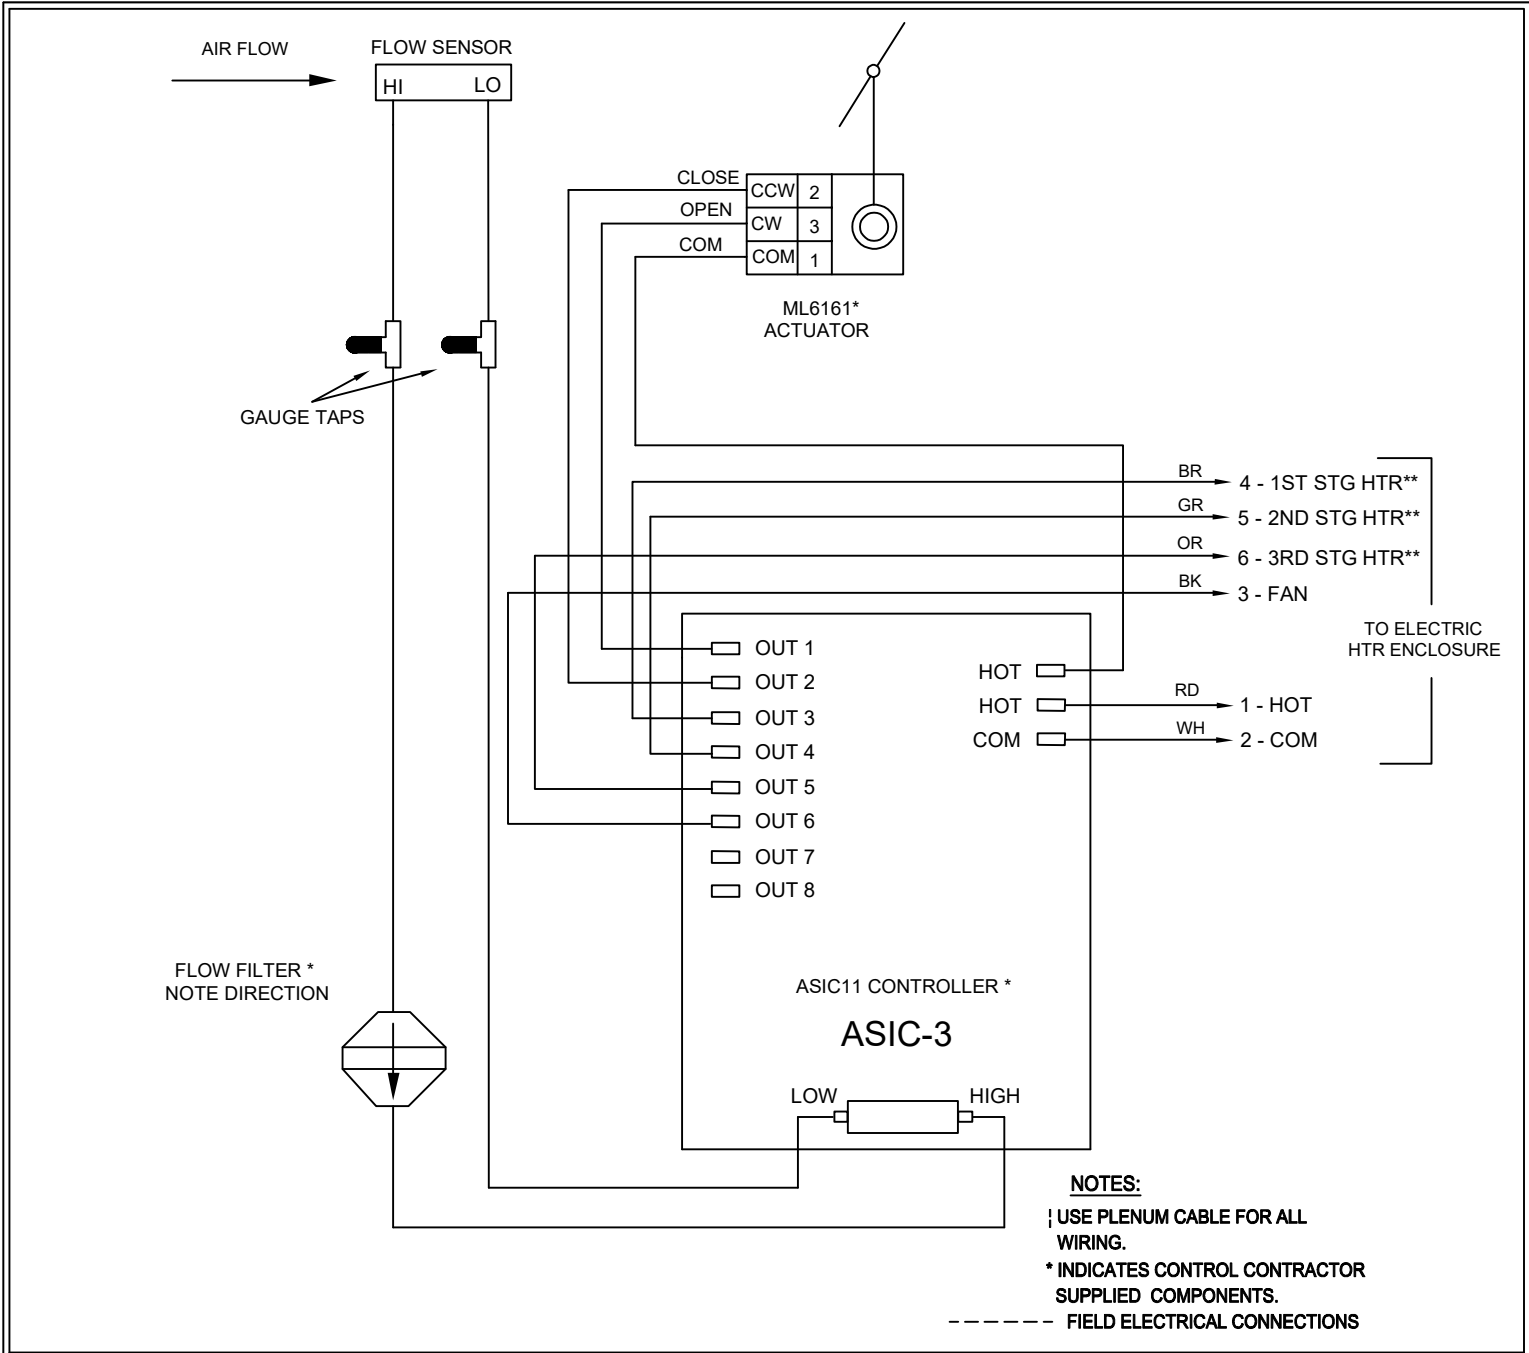 AIR FLOW
FLOW SENSOR
HI
LO
CLOSE
CCW 2
OPEN
CW 3
COM
COM 1
ML6161*
ACTUATOR
GAUGE TAPS
BR
4 - 1ST STG HTR**
GR
5 - 2ND STG HTR**
OR
6 - 3RD STG HTR**
BK
3 - FAN
TO ELECTRIC
HTR ENCLOSURE
OUT 1
OUT 2
OUT 3
OUT 4
OUT 5
OUT 6
OUT 7
OUT 8
HOT
HOT
RD
1 - HOT
COM
WH
2 - COM
FLOW FILTER *
NOTE DIRECTION
ASIC11 CONTROLLER *
ASIC-3
LOW
HIGH
NOTES:
¦ USE PLENUM CABLE FOR ALL
WIRING.
* INDICATES CONTROL CONTRACTOR
SUPPLIED COMPONENTS.
------ FIELD ELECTRICAL CONNECTIONS